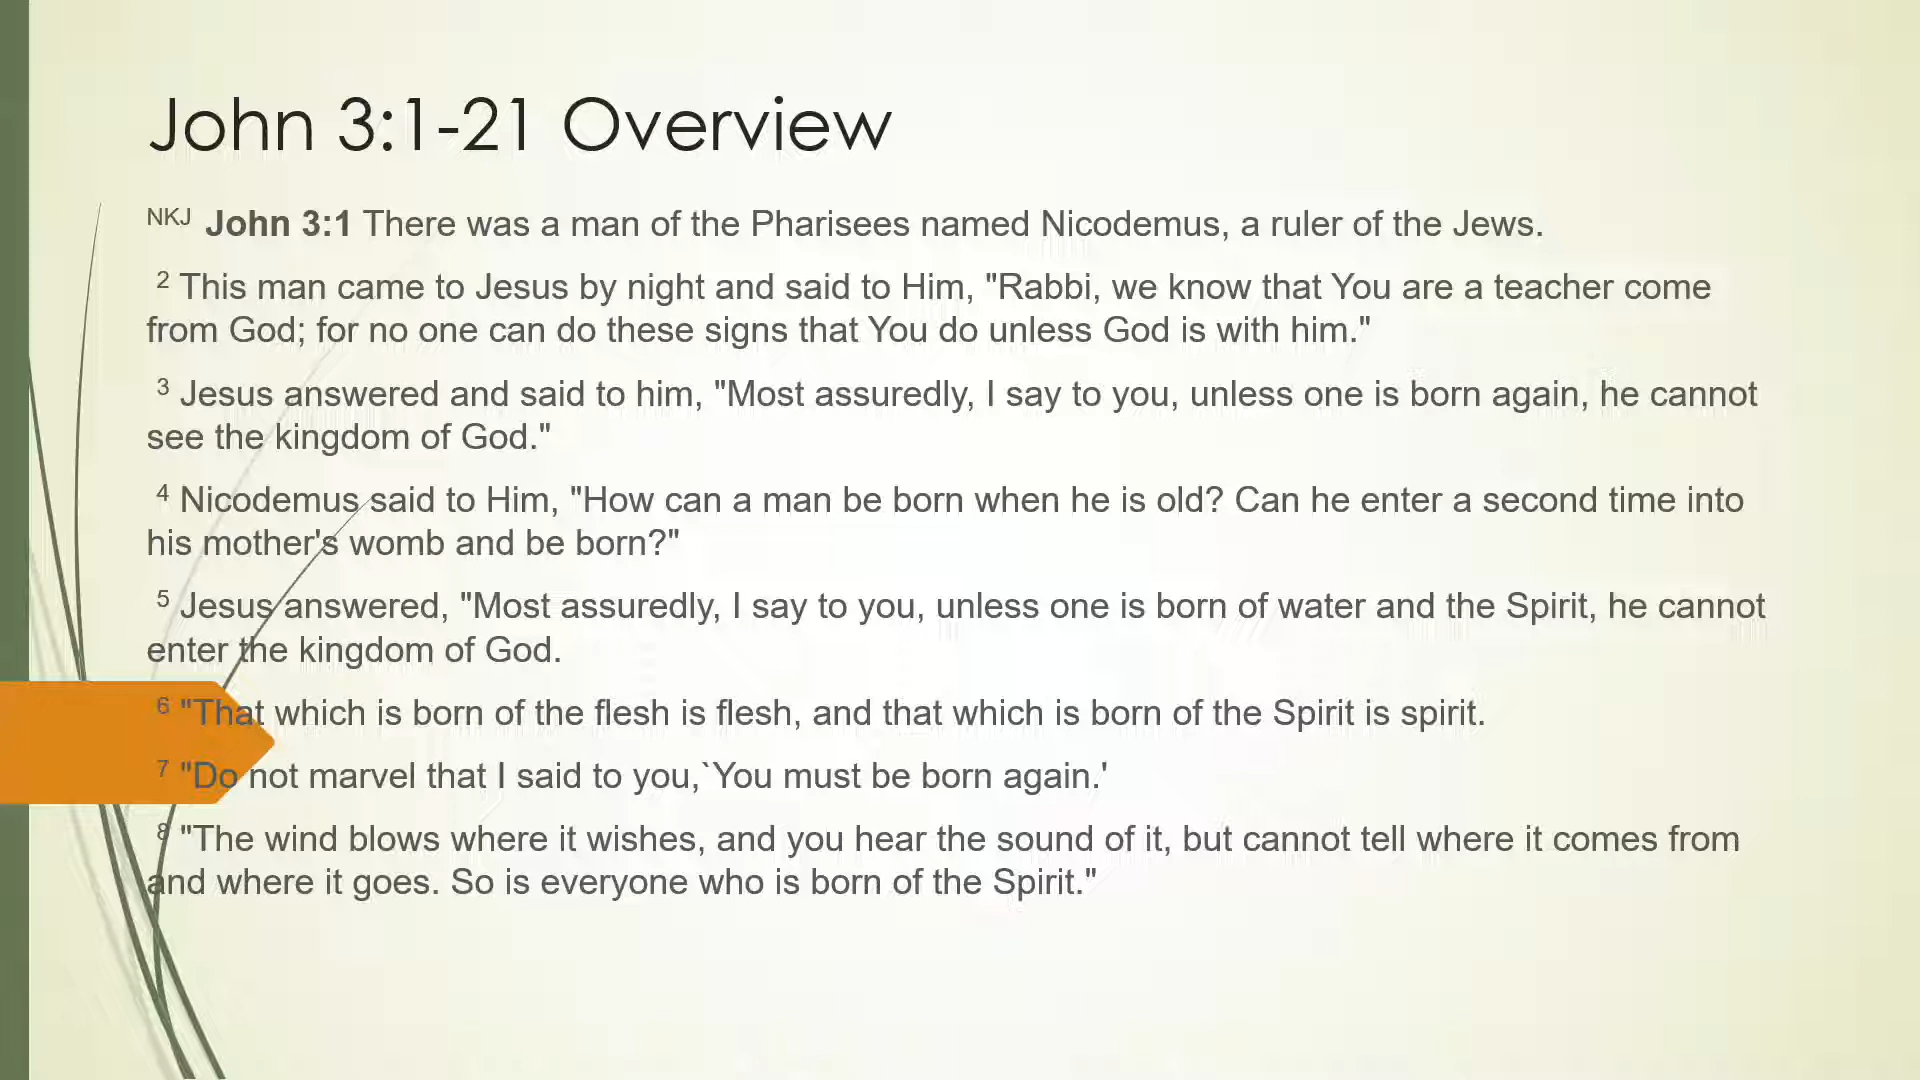 John 3:1-21 Overview
NKJ John 3:1 There was a man of the Pharisees named Nicodemus, a ruler of the Jews.
2 This man came to Jesus by night and said to Him, "Rabbi, we know that You are a teacher come
from God; for no one can do these signs that You do unless God is with him."
3 Jesus answered and said to him, "Most assuredly, I say to you, unless one is born again, he cannot
see the kingdom of God."
4 Nicodemus said to Him, "How can a man be born when he is old? Can he enter a second time into
his mother's womb and be born?"
5 Jesus answered, "Most assuredly, I say to you, unless one is born of water and the Spirit, he cannot
enter the kingdom of God.
6 "That which is born of the flesh is flesh, and that which is born of the Spirit is spirit.
7 "Do not marvel that I said to you,`You must be born again.'
8 "The wind blows where it wishes, and you hear the sound of it, but cannot tell where it comes from
and where it goes. So is everyone who is born of the Spirit."